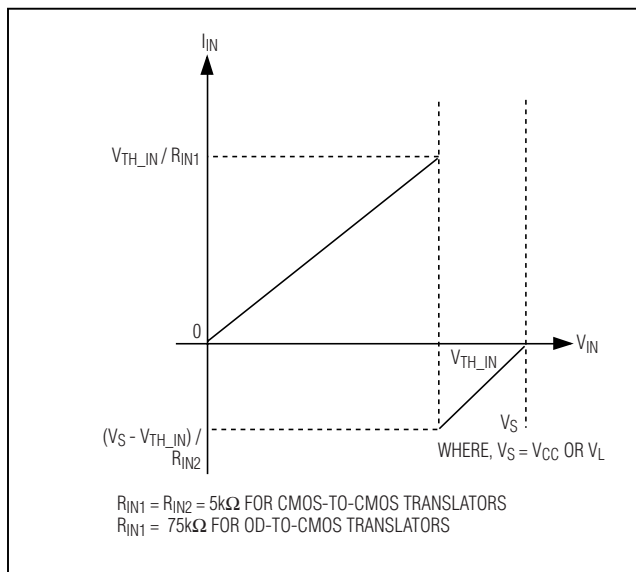 I_IN
V_TH_IN / R_IN1
0
V_IN
V_TH_IN
(V_S - V_TH_IN) /
R_IN2
V_S
WHERE, V_S = V_CC OR V_L
R_IN1 = R_IN2 = 5kΩ FOR CMOS-TO-CMOS TRANSLATORS
R_IN1 = 75kΩ FOR OD-TO-CMOS TRANSLATORS